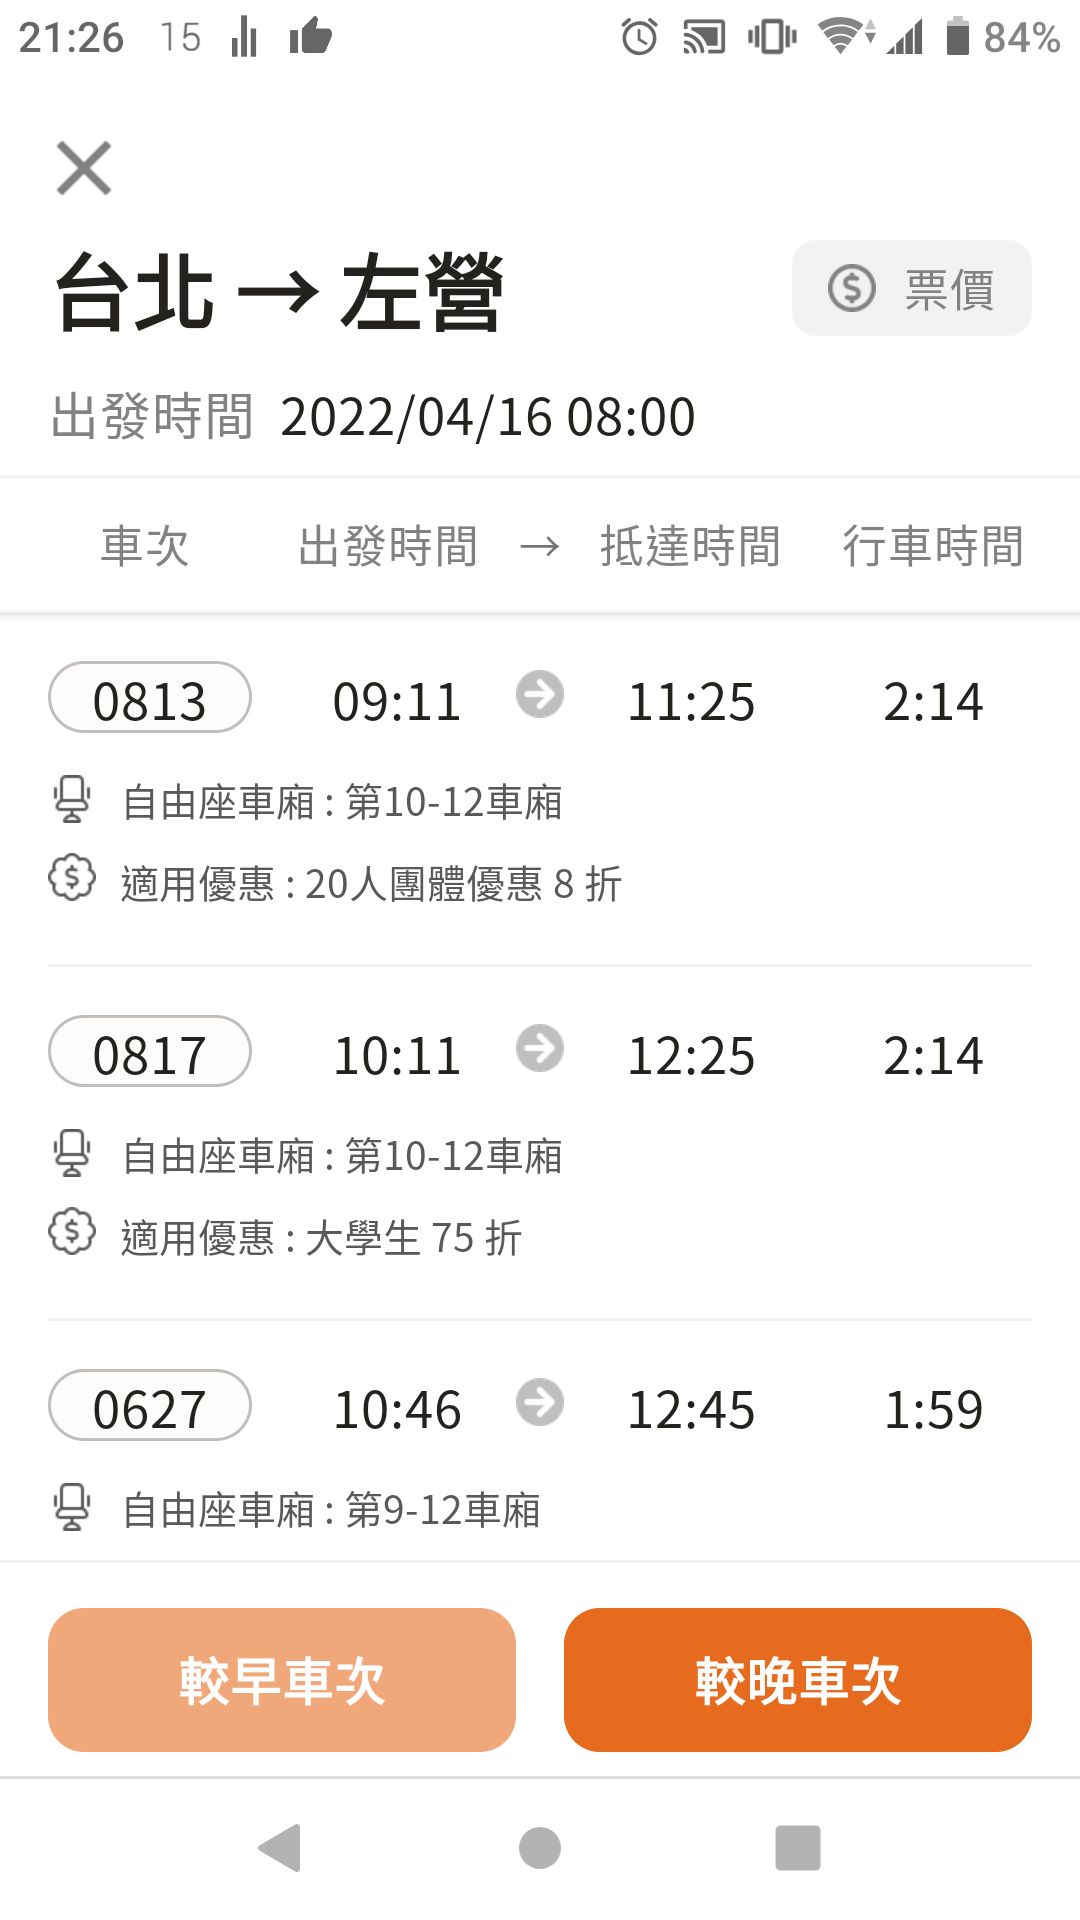 21:26 15 84%
台北 → 左營
票價
出發時間 2022/04/16 08:00
車次 出發時間 → 抵達時間 行車時間
0813 09:11 11:25 2:14
自由座車廂 : 第10-12車廂
適用優惠 : 20人團體優惠 8 折
0817 10:11 12:25 2:14
自由座車廂 : 第10-12車廂
適用優惠 : 大學生 75 折
0627 10:46 12:45 1:59
自由座車廂 : 第9-12車廂
較早車次 較晚車次